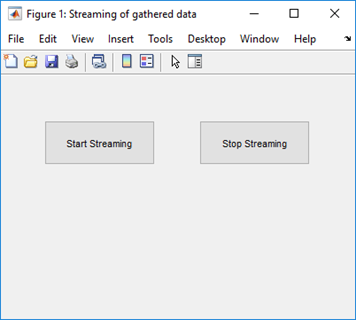 Figure 1: Streaming of gathered data
File Edit View Insert Tools Desktop Window Help
Start Streaming Stop Streaming